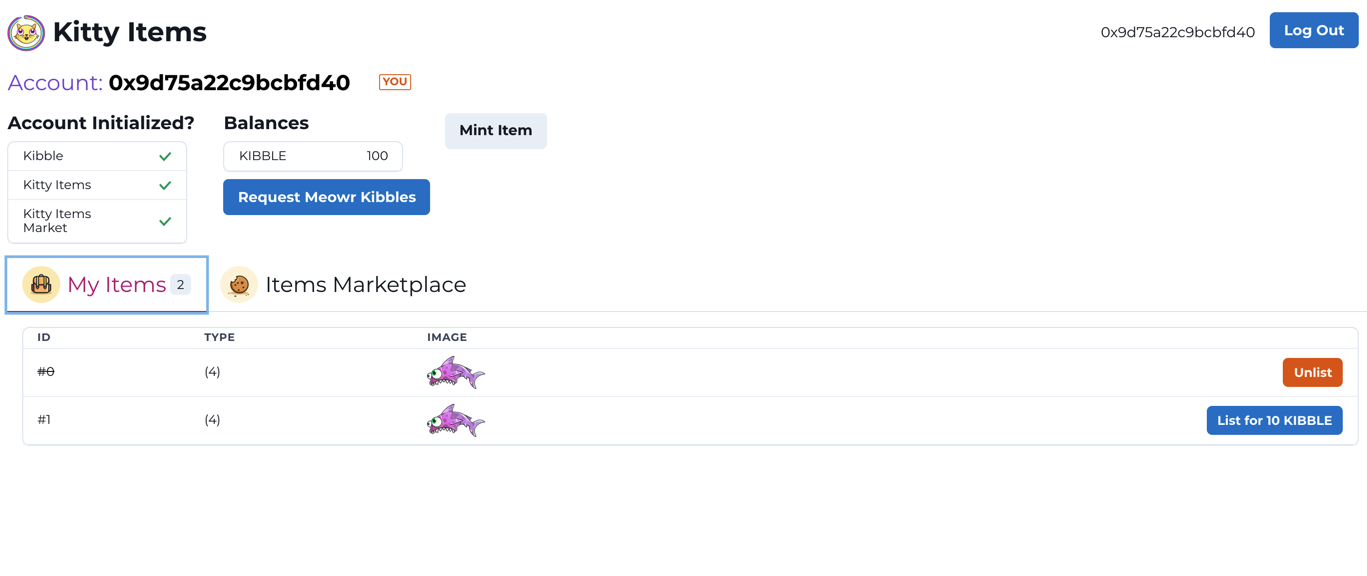 Kitty Items
0x9d75a22c9bcbfd40
Log Out
Account: 0x9d75a22c9bcbfd40 YOU
Account Initialized?
Kibble
Kitty Items
Kitty Items
Market
Balances
KIBBLE 100
Request Meowr Kibbles
Mint Item
My Items 2
Items Marketplace
ID TYPE IMAGE
#0 (4) Unlist
#1 (4) List for 10 KIBBLE